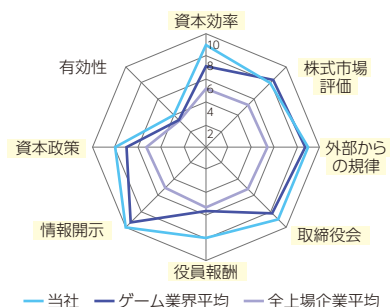 資本効率
10
8
6
4
2
有効性
株式市場
評価
資本政策
外部から
の規律
情報開示
取締役会
役員報酬
当社 ゲーム業界平均 全上場企業平均